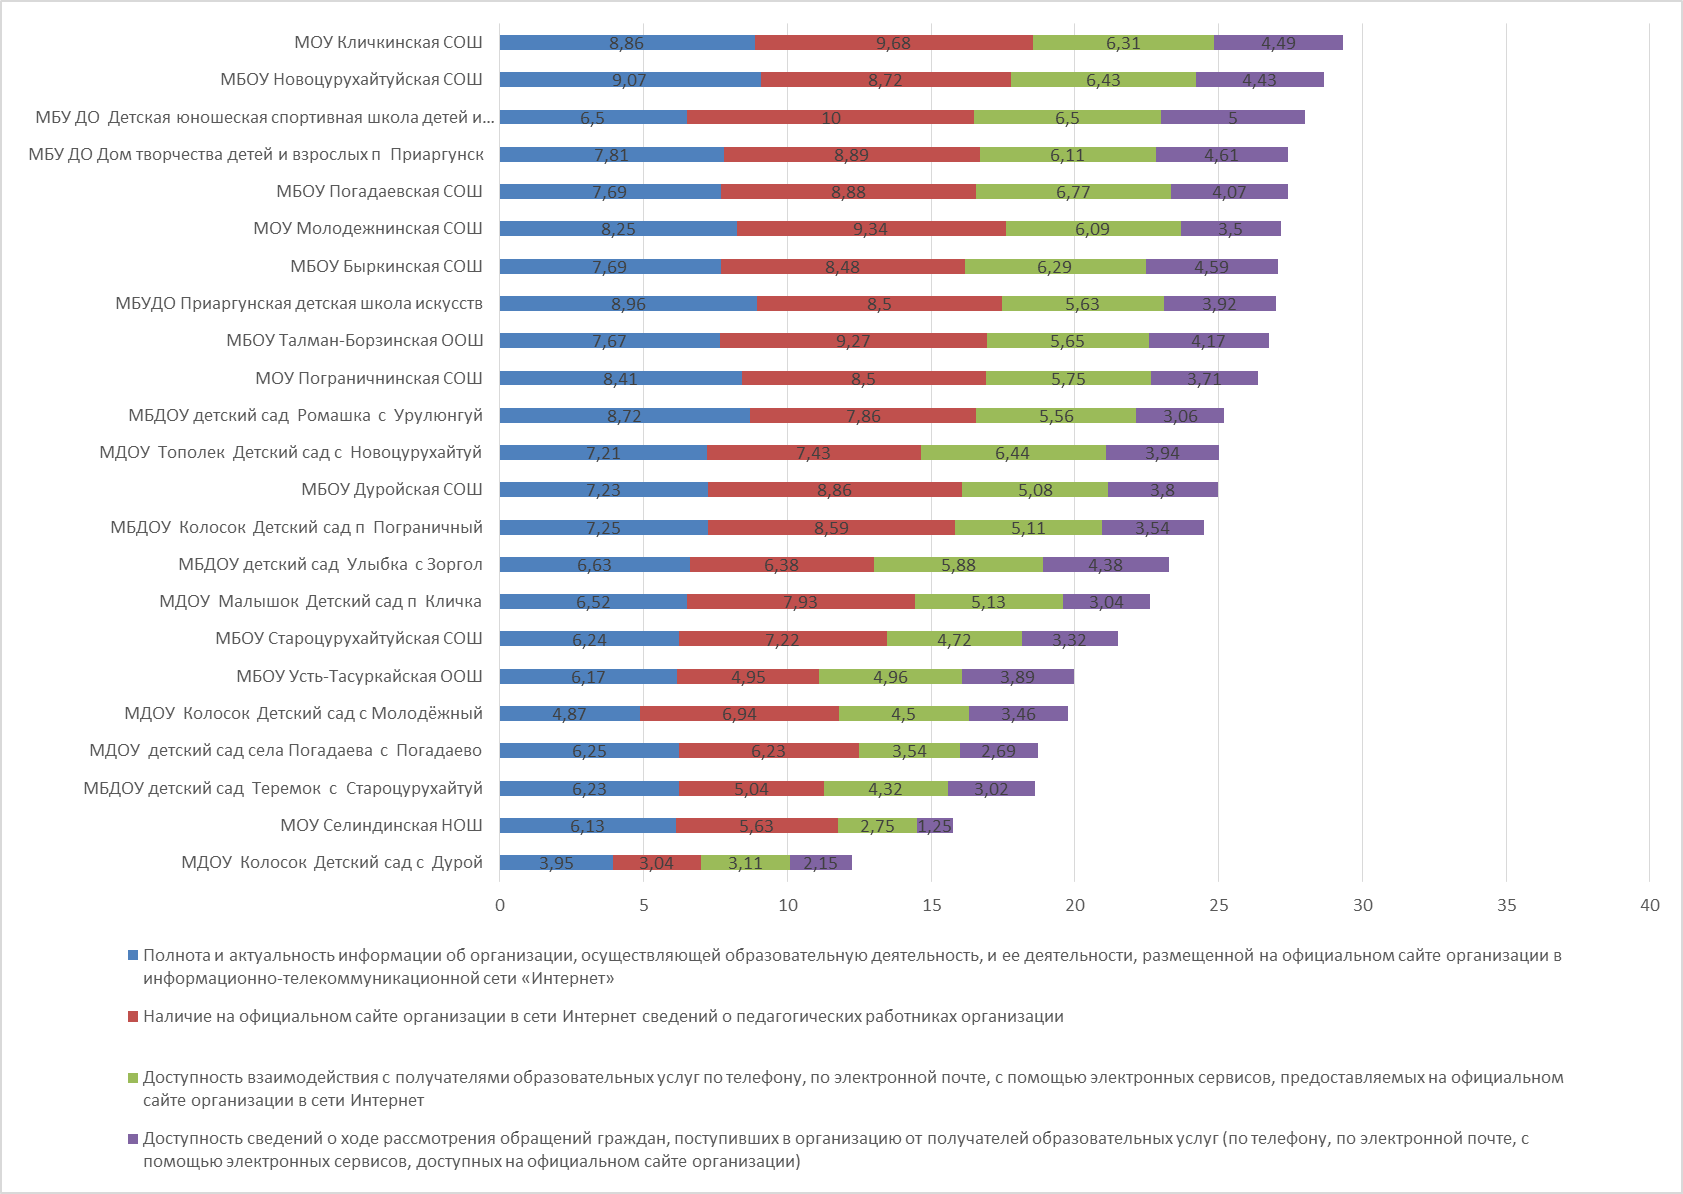 МОУ Кличкинская СОШ 8,86 9,68 6,31 4,49
МБОУ Новоцурухайтуйская СОШ 9,07 8,72 6,43 4,43
МБУ ДО Детская юношеская спортивная школа детей и... 6,5 10 6,5 5
МБУ ДО Дом творчества детей и взрослых п Приаргунск 7,81 8,89 6,11 4,61
МБОУ Погадаевская СОШ 7,69 8,88 6,77 4,07
МОУ Молодежнинская СОШ 8,25 9,34 6,09 3,5
МБОУ Быркинская СОШ 7,69 8,48 6,29 4,59
МБУДО Приаргунская детская школа искусств 8,96 8,5 5,63 3,92
МБОУ Талман-Борзинская ООШ 7,67 9,27 5,65 4,17
МОУ Пограничнинская СОШ 8,41 8,5 5,75 3,71
МБДОУ детский сад Ромашка с Урулюнгуй 8,72 7,86 5,56 3,06
МДОУ Тополек Детский сад с Новоцурухайтуй 7,21 7,43 6,44 3,94
МБОУ Дуройская СОШ 7,23 8,86 5,08 3,8
МБДОУ Колосок Детский сад п Пограничный 7,25 8,59 5,11 3,54
МБДОУ детский сад Улыбка с Зоргол 6,63 6,38 5,88 4,38
МДОУ Малышок Детский сад п Кличка 6,52 7,93 5,13 3,04
МБОУ Староцурухайтуйская СОШ 6,24 7,22 4,72 3,32
МБОУ Усть-Тасуркайская ООШ 6,17 4,95 4,96 3,89
МДОУ Колосок Детский сад с Молодёжный 4,87 6,94 4,5 3,46
МДОУ детский сад села Погадаева с Погадаево 6,25 6,23 3,54 2,69
МБДОУ детский сад Теремок с Староцурухайтуй 6,23 5,04 4,32 3,02
МОУ Селиндинская НОШ 6,13 5,63 2,75 1,25
МДОУ Колосок Детский сад с Дурой 3,95 3,04 3,11 2,15
0 5 10 15 20 25 30 35 40
Полнота и актуальность информации об организации, осуществляющей образовательную деятельность, и ее деятельности, размещенной на официальном сайте организации в
информационно-телекоммуникационной сети «Интернет»
Наличие на официальном сайте организации в сети Интернет сведений о педагогических работниках организации
Доступность взаимодействия с получателями образовательных услуг по телефону, по электронной почте, с помощью электронных сервисов, предоставляемых на официальном
сайте организации в сети Интернет
Доступность сведений о ходе рассмотрения обращений граждан, поступивших в организацию от получателей образовательных услуг (по телефону, по электронной почте, с
помощью электронных сервисов, доступных на официальном сайте организации)